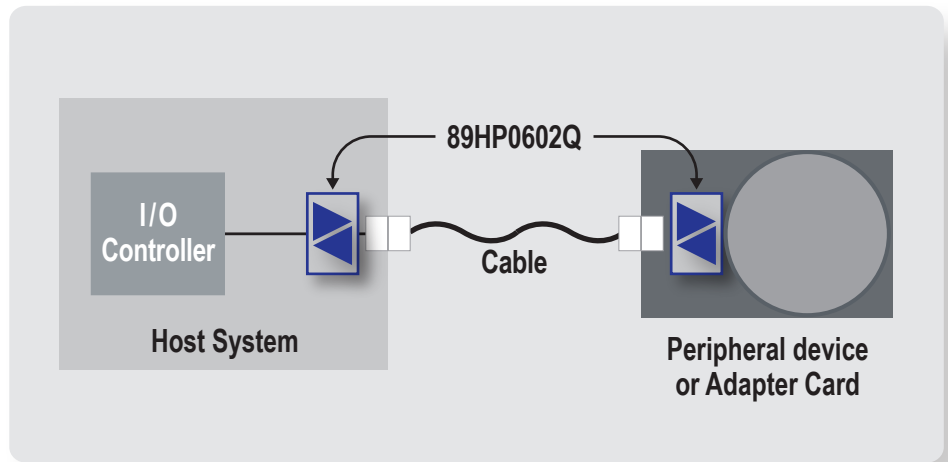 89HP0602Q
I/O
Controller
Cable
Host System
Peripheral device
or Adapter Card